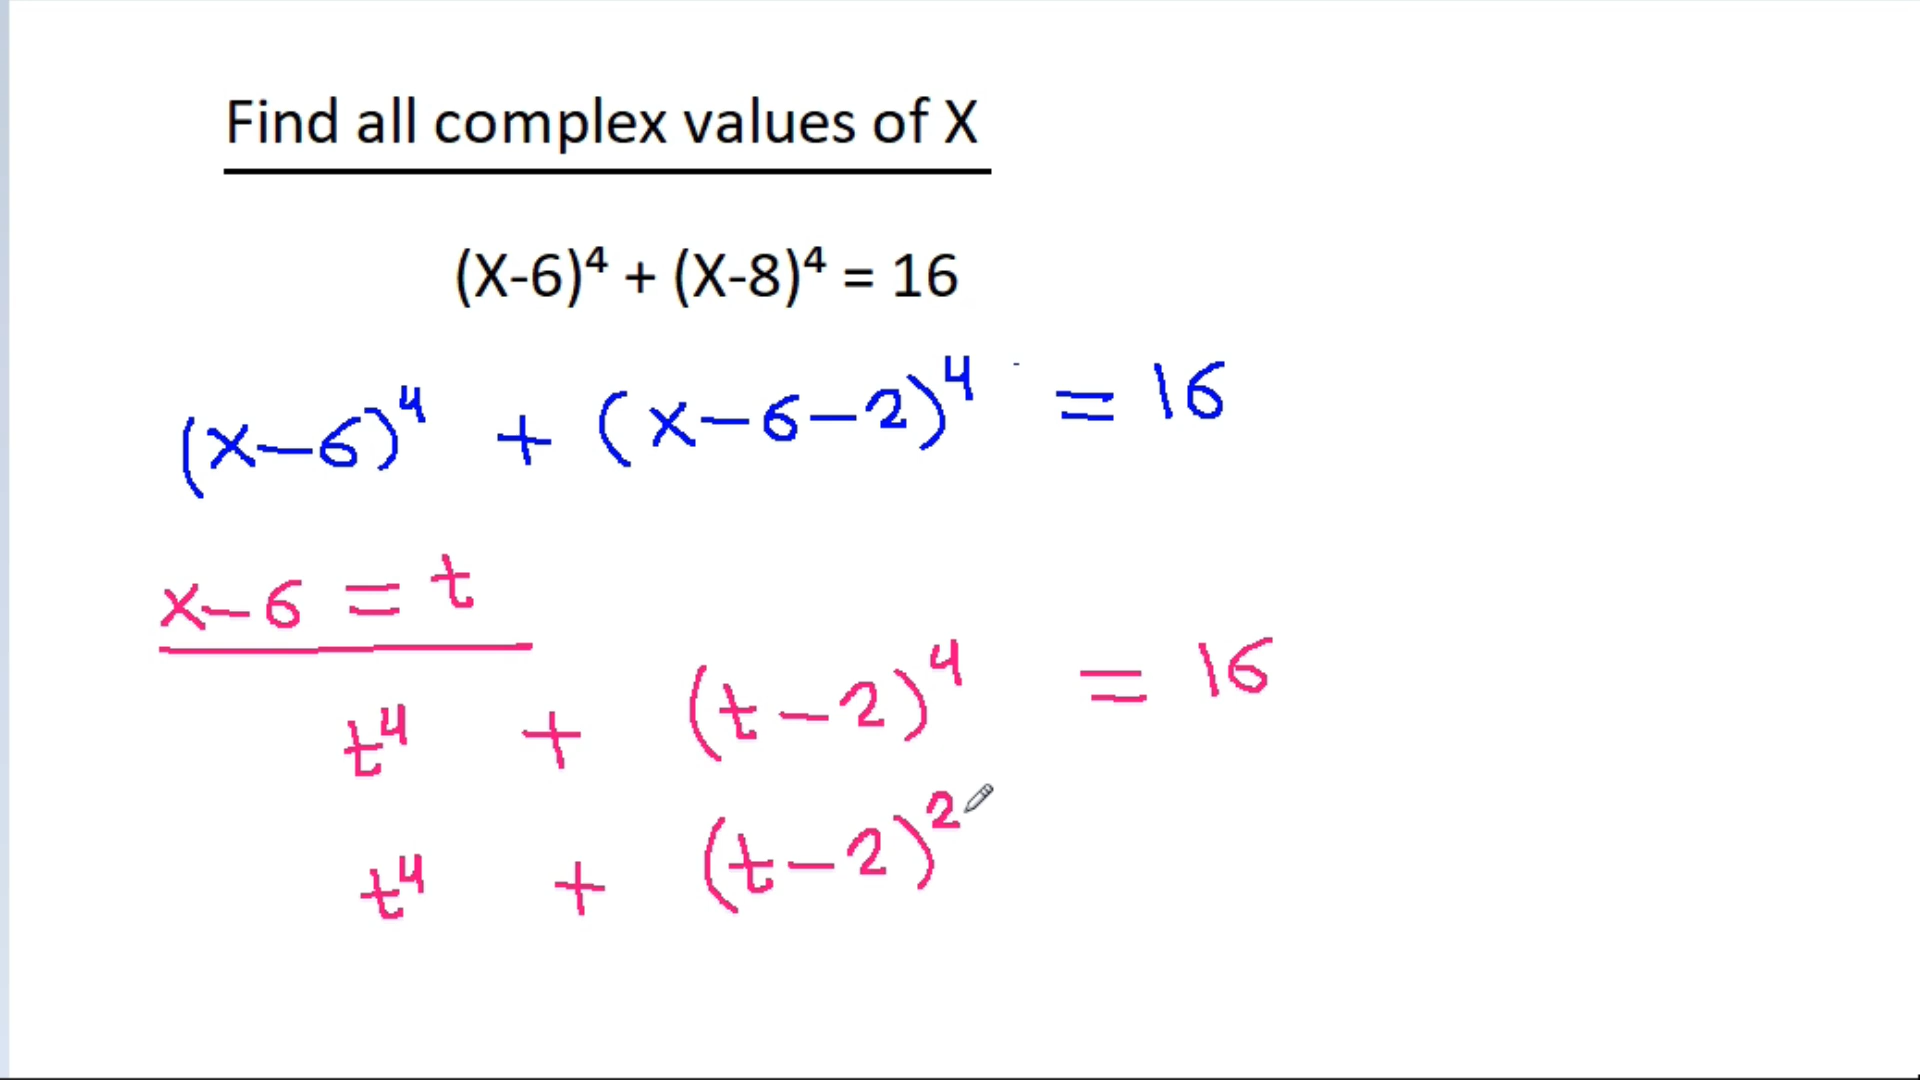 Find all complex values of X
(X-6)⁴ + (X-8)⁴ = 16
(x-6)⁴ + (x-6-2)⁴ = 16
x-6 = t
t⁴ + (t-2)⁴ = 16
t⁴ + (t-2)²